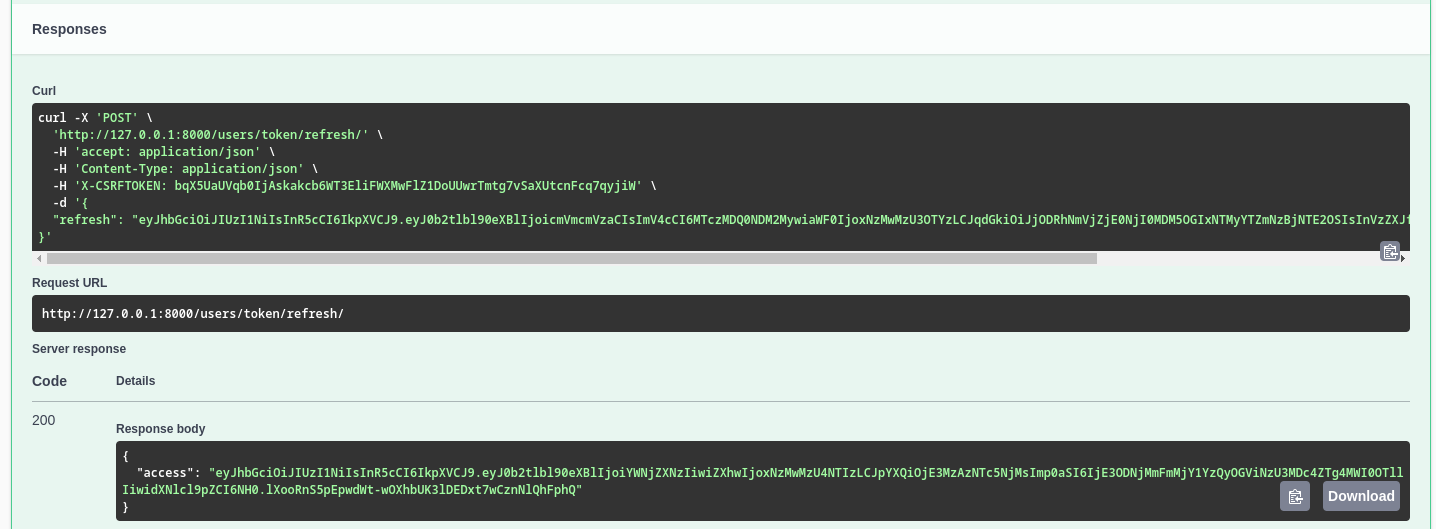 Responses
Curl
curl -X 'POST' \
'http://127.0.0.1:8000/users/token/refresh/' \
-H 'accept: application/json' \
-H 'Content-Type: application/json' \
-H 'X-CSRFTOKEN: bqX5UaUVqb0IjAskakcb6WT3EliFWXMwFlZ1DoUUwrTmtg7vSaXUtcnFcq7qyjiW' \
-d '{
"refresh": "eyJhbGciOiJIUzI1NiIsInR5cCI6IkpXVCJ9.eyJ0b2tlbl90eXBlIjoicmVmcmVzaCIsImV4cCI6MTczMDQ0NDM2MywiaWF0IjoxNzMwMzU3OTYzLCJqdGkiOiJjODRhNmVjZjE0NjI0MDM5OGIxNTMyYTZmNzBjNTE2OSIsInVzZXJf
}'
Request URL
http://127.0.0.1:8000/users/token/refresh/
Server response
Code Details
200
Response body
{
"access": "eyJhbGciOiJIUzI1NiIsInR5cCI6IkpXVCJ9.eyJ0b2tlbl90eXBlIjoiYWNjZXNzIiwiZXhwIjoxNzMwMzU4NTIzLCJpYXQiOjE3MzAzNTc5NjMsImp0aSI6IjE3ODNjMmFmMjY1YzQyOGViNzU3MDc4ZTg4MWI0OTll
IiwidXNlcl9pZCI6NH0.lXooRnS5pEpwdWt-wOXhbUK3lDEDxt7wCznNlQhFphQ"
}
Download